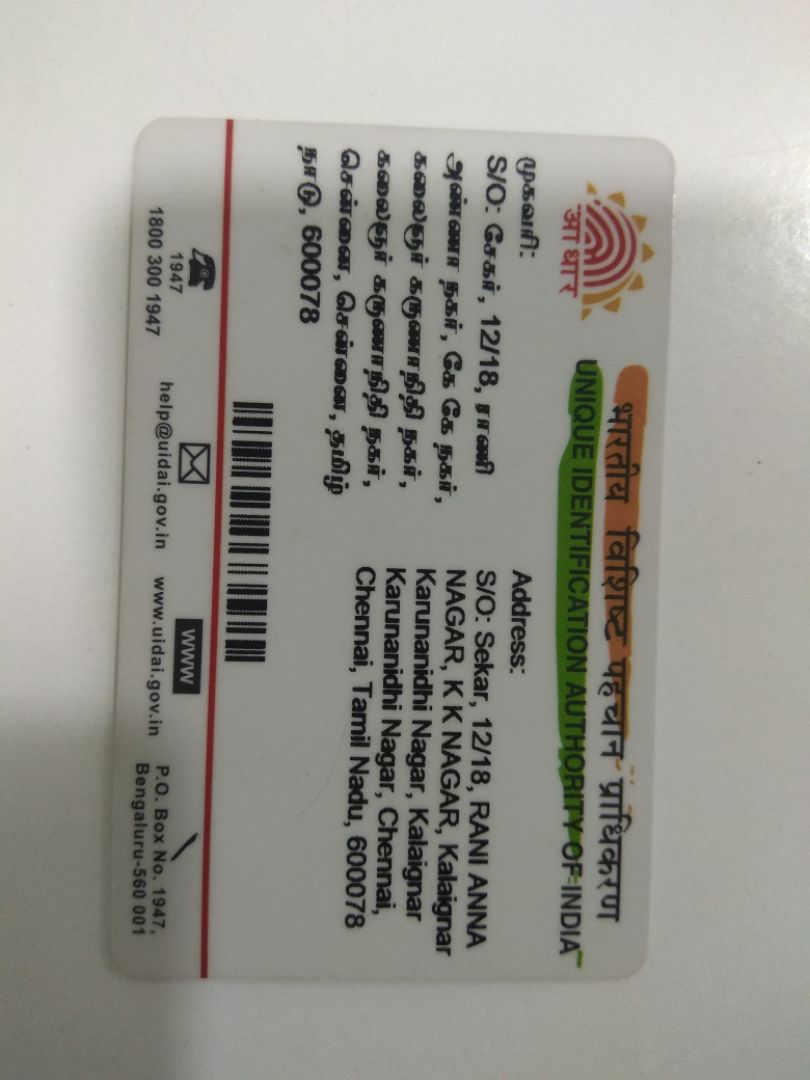 आधार
भारतीय विशिष्ट पहचान प्राधिकरण
UNIQUE IDENTIFICATION AUTHORITY OF INDIA
முகவரி:
S/O: சேகர், 12/18, ராணி
அண்ணா நகர், கே கே நகர்,
கலைஞர் கருணாநிதி நகர்,
கலைஞர் கருணாநிதி நகர்,
சென்னை, சென்னை, தமிழ்
நாடு, 600078
Address:
S/O: Sekar, 12/18, RANI ANNA
NAGAR, K K NAGAR, Kalaignar
Karunanidhi Nagar, Kalaignar
Karunanidhi Nagar, Chennai,
Chennai, Tamil Nadu, 600078
1947
1800 300 1947
help@uidai.gov.in
WWW
www.uidai.gov.in
P.O. Box No. 1947,
Bengaluru-560 001